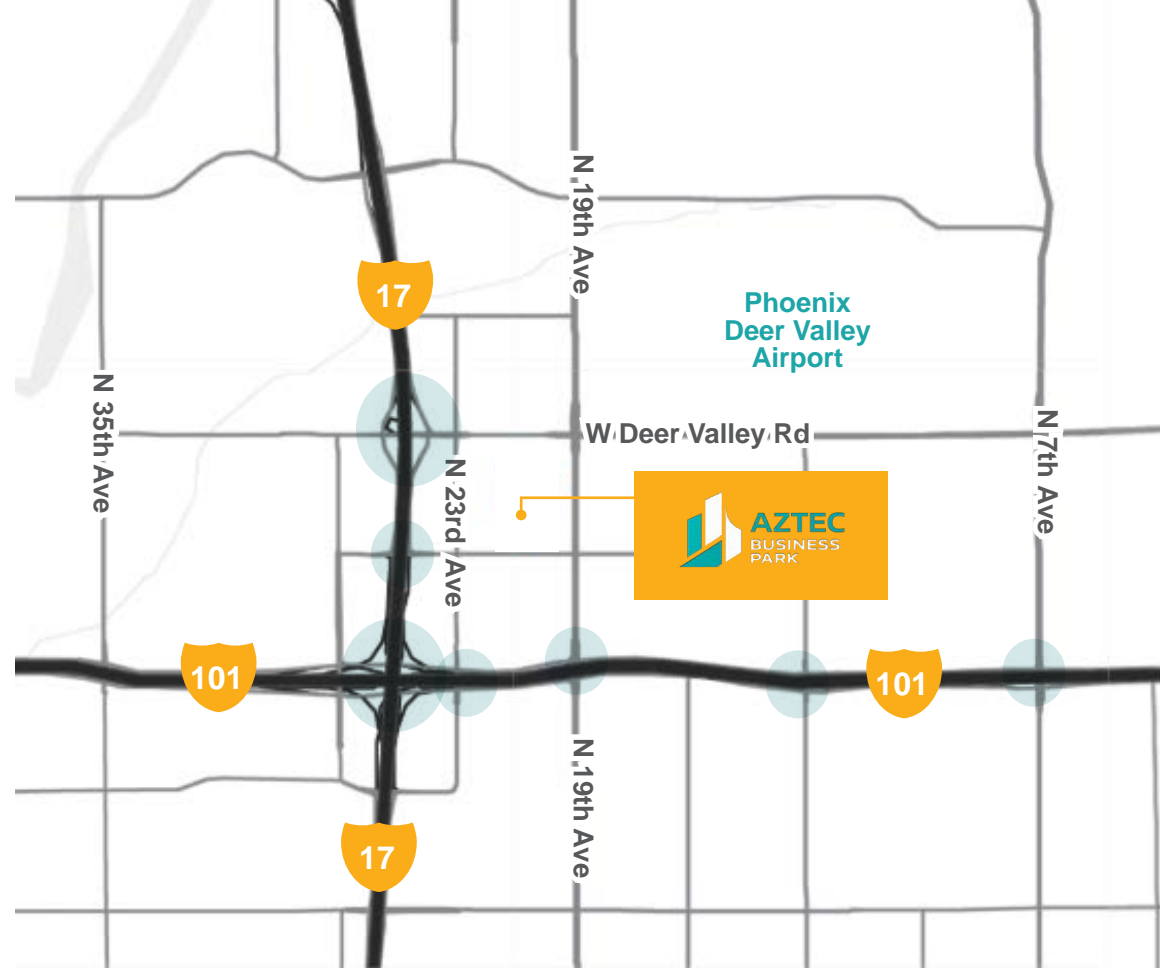 N 19th Ave
17
Phoenix
Deer Valley
Airport
N 35th Ave
W Deer Valley Rd
N 7th Ave
N 23rd Ave
AZTEC
BUSINESS
PARK
101
101
N 19th Ave
17